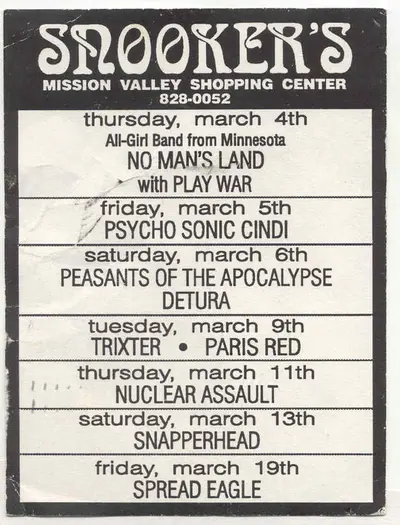 SNOOKER'S
MISSION VALLEY SHOPPING CENTER
828-0052
thursday, march 4th
All-Girl Band from Minnesota
NO MAN'S LAND
with PLAY WAR
friday, march 5th
PSYCHO SONIC CINDI
saturday, march 6th
PEASANTS OF THE APOCALYPSE
DETURA
tuesday, march 9th
TRIXTER • PARIS RED
thursday, march 11th
NUCLEAR ASSAULT
saturday, march 13th
SNAPPERHEAD
friday, march 19th
SPREAD EAGLE